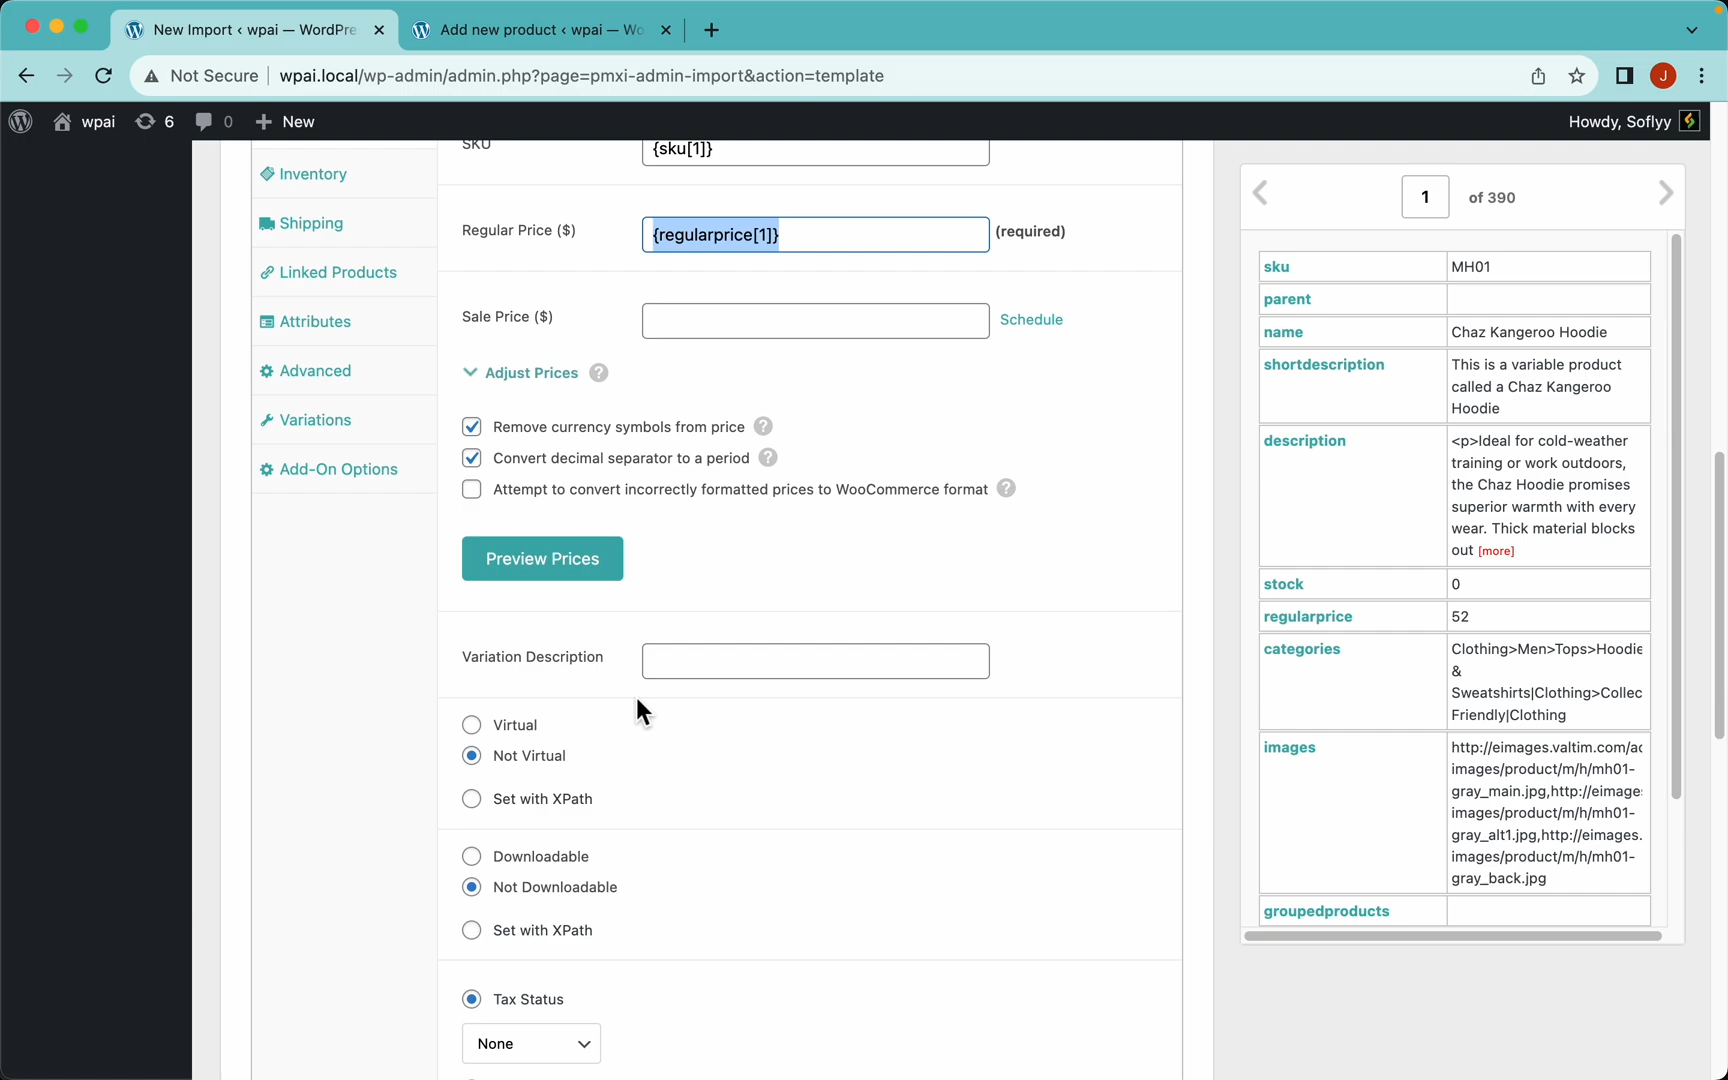 New Import ‹ wpai — WordPre
Add new product ‹ wpai — Wo
Not Secure
wpai.local/wp-admin/admin.php?page=pmxi-admin-import&action=template
J
wpai
6
0
New
Howdy, Soflyy
SKU
{sku[1]}
Inventory
Shipping
Linked Products
Attributes
Advanced
Variations
Add-On Options
Regular Price ($)
{regularprice[1]}
(required)
Sale Price ($)
Schedule
Adjust Prices ?
Remove currency symbols from price ?
Convert decimal separator to a period ?
Attempt to convert incorrectly formatted prices to WooCommerce format ?
Preview Prices
Variation Description
Virtual
Not Virtual
Set with XPath
Downloadable
Not Downloadable
Set with XPath
Tax Status
None
1 of 390
sku MH01
parent
name Chaz Kangeroo Hoodie
shortdescription This is a variable product
called a Chaz Kangeroo
Hoodie
description <p>Ideal for cold-weather
training or work outdoors,
the Chaz Hoodie promises
superior warmth with every
wear. Thick material blocks
out [more]
stock 0
regularprice 52
categories Clothing>Men>Tops>Hoodie
&
Sweatshirts|Clothing>Collec
Friendly|Clothing
images http://eimages.valtim.com/ac
images/product/m/h/mh01-
gray_main.jpg,http://eimage
images/product/m/h/mh01-
gray_alt1.jpg,http://eimages.
images/product/m/h/mh01-
gray_back.jpg
groupedproducts